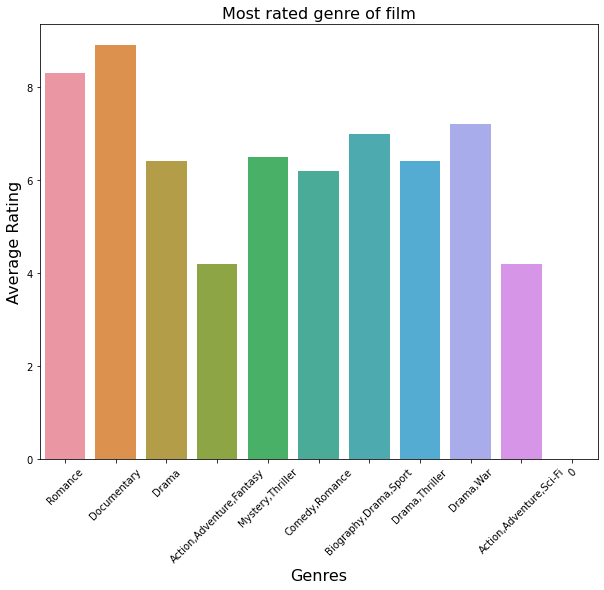 Most rated genre of film
Average Rating
8
6
4
2
0
Romance
Documentary
Drama
Action,Adventure,Fantasy
Mystery,Thriller
Comedy,Romance
Biography,Drama,Sport
Drama,Thriller
Drama,War
Action,Adventure,Sci-Fi
0
Genres